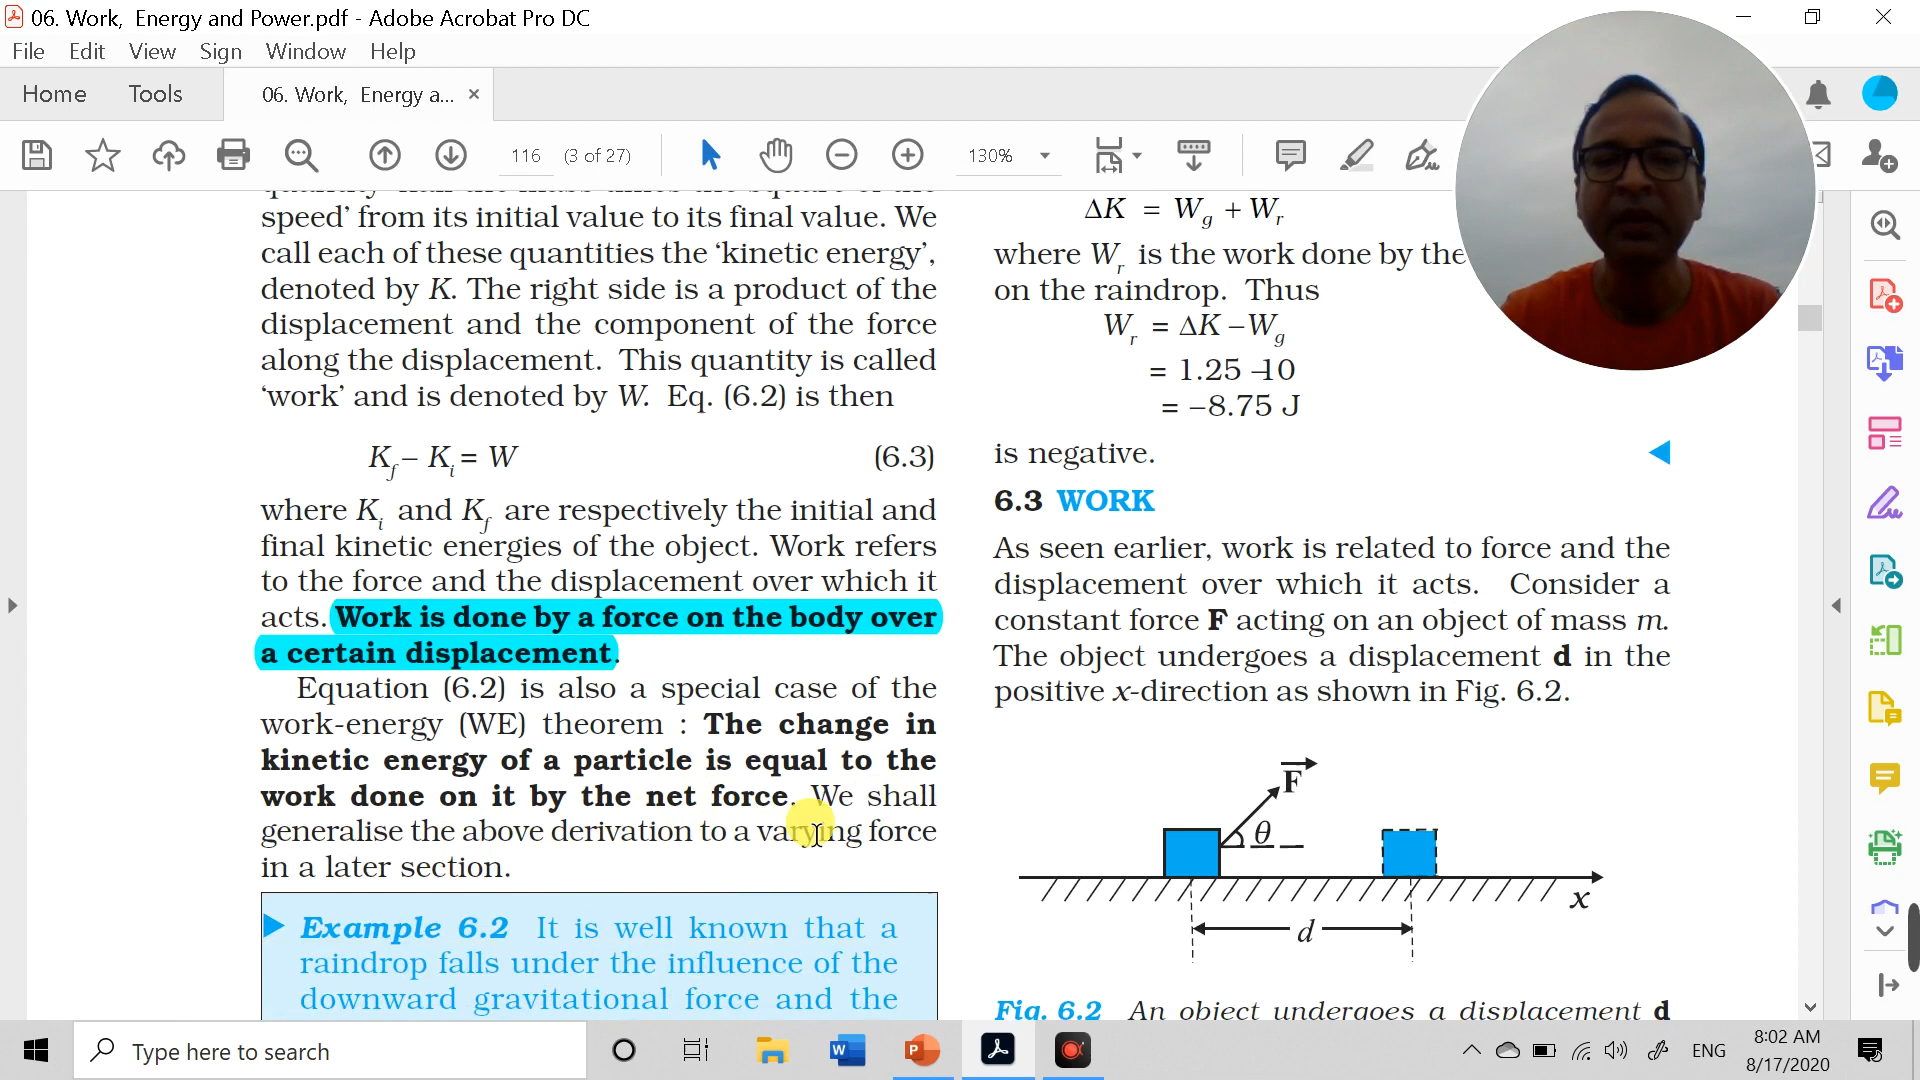 06. Work, Energy and Power.pdf - Adobe Acrobat Pro DC
File Edit View Sign Window Help
Home Tools 06. Work, Energy a... ×
116 (3 of 27) 130%
speed’ from its initial value to its final value. We
call each of these quantities the ‘kinetic energy’,
denoted by K. The right side is a product of the
displacement and the component of the force
along the displacement. This quantity is called
‘work’ and is denoted by W. Eq. (6.2) is then
K_f – K_i = W (6.3)
where K_i and K_f are respectively the initial and
final kinetic energies of the object. Work refers
to the force and the displacement over which it
acts. Work is done by a force on the body over
a certain displacement.
Equation (6.2) is also a special case of the
work-energy (WE) theorem : The change in
kinetic energy of a particle is equal to the
work done on it by the net force. We shall
generalise the above derivation to a varying force
in a later section.
Example 6.2 It is well known that a
raindrop falls under the influence of the
downward gravitational force and the
ΔK = W_g + W_r
where W_r is the work done by the
on the raindrop. Thus
W_r = ΔK – W_g
= 1.25 –10
= –8.75 J
is negative.
6.3 WORK
As seen earlier, work is related to force and the
displacement over which it acts. Consider a
constant force F acting on an object of mass m.
The object undergoes a displacement d in the
positive x-direction as shown in Fig. 6.2.
F
θ
x
d
Fig. 6.2 An object undergoes a displacement d
Type here to search
ENG
8:02 AM
8/17/2020